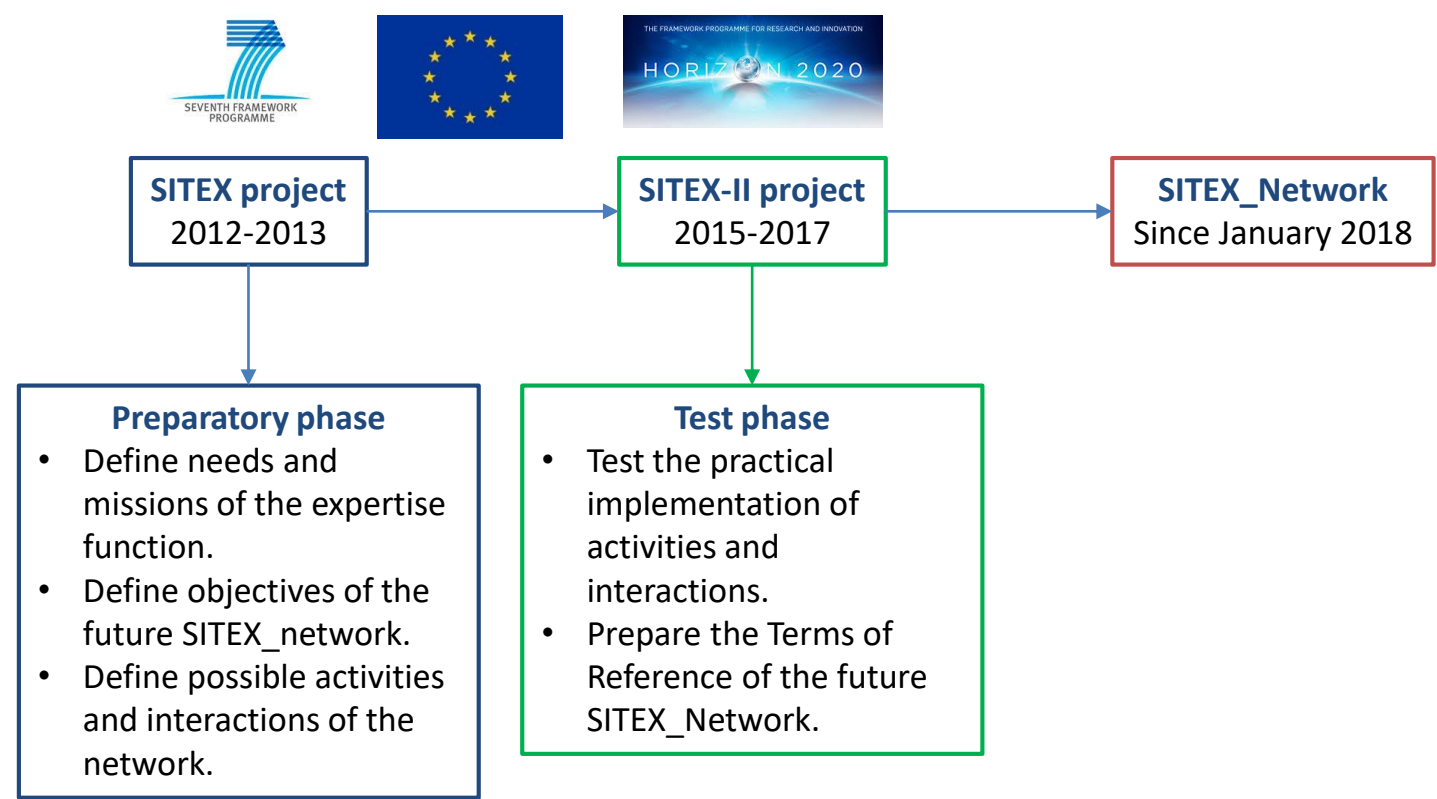 SEVENTH FRAMEWORK
PROGRAMME
THE FRAMEWORK PROGRAMME FOR RESEARCH AND INNOVATION
HORIZON 2020
SITEX project
2012-2013
SITEX-II project
2015-2017
SITEX_Network
Since January 2018
Preparatory phase
• Define needs and
missions of the expertise
function.
• Define objectives of the
future SITEX_network.
• Define possible activities
and interactions of the
network.
Test phase
• Test the practical
implementation of
activities and
interactions.
• Prepare the Terms of
Reference of the future
SITEX_Network.